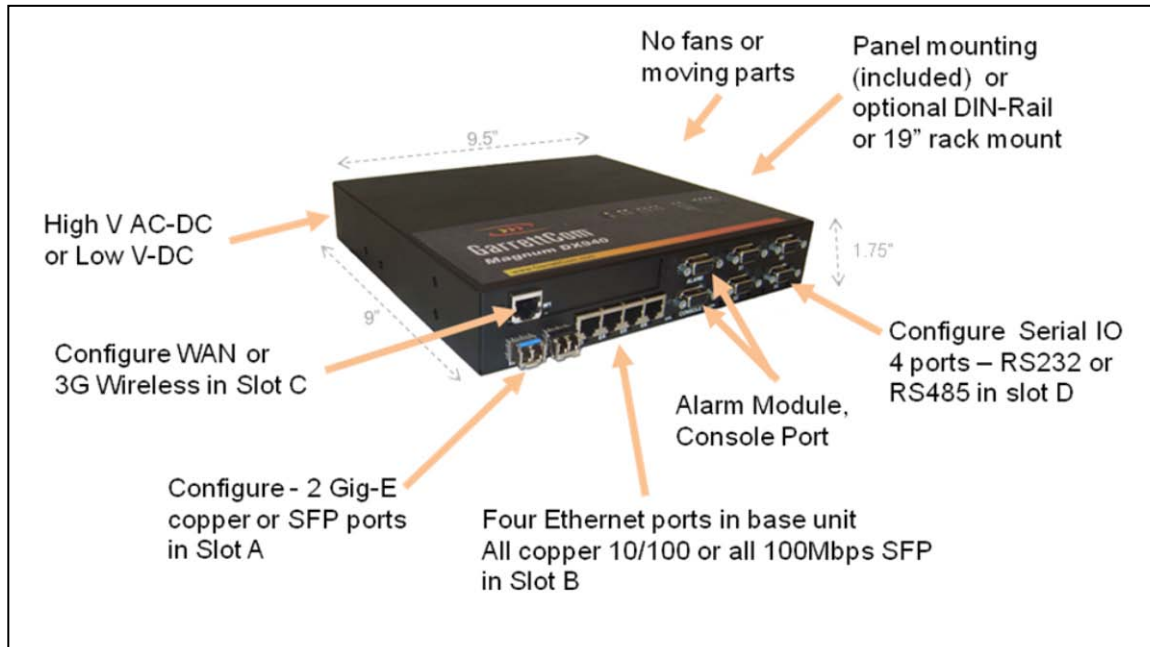 No fans or
moving parts
Panel mounting
(included) or
optional DIN-Rail
or 19" rack mount
9.5"
High V AC-DC
or Low V-DC
GarrettCom
Magnum DX940
1.75"
9"
ALARM
CONSOLE
Configure WAN or
3G Wireless in Slot C
Configure Serial IO
4 ports – RS232 or
RS485 in slot D
Alarm Module,
Console Port
Configure - 2 Gig-E
copper or SFP ports
in Slot A
Four Ethernet ports in base unit
All copper 10/100 or all 100Mbps SFP
in Slot B